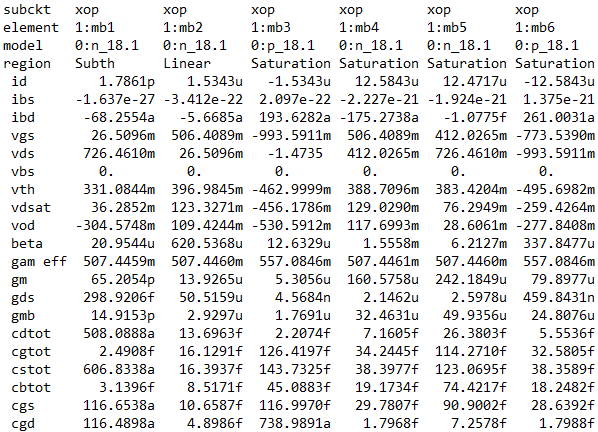 subckt xop xop xop xop xop xop
element 1:mb1 1:mb2 1:mb3 1:mb4 1:mb5 1:mb6
model 0:n_18.1 0:n_18.1 0:p_18.1 0:n_18.1 0:n_18.1 0:p_18.1
region Subth Linear Saturation Saturation Saturation Saturation
id 1.7861p 1.5343u -1.5343u 12.5843u 12.4717u -12.5843u
ibs -1.637e-27 -3.412e-22 2.097e-22 -2.227e-21 -1.924e-21 1.375e-21
ibd -68.2554a -5.6685a 193.6282a -175.2738a -1.0775f 261.0031a
vgs 26.5096m 506.4089m -993.5911m 506.4089m 412.0265m -773.5390m
vds 726.4610m 26.5096m -1.4735 412.0265m 726.4610m -993.5911m
vbs 0. 0. 0. 0. 0. 0.
vth 331.0844m 396.9845m -462.9999m 388.7096m 383.4204m -495.6982m
vdsat 36.2852m 123.3271m -456.1786m 129.0290m 76.2949m -259.4264m
vod -304.5748m 109.4244m -530.5912m 117.6993m 28.6061m -277.8408m
beta 20.9544u 620.5368u 12.6329u 1.5558m 6.2127m 337.8477u
gam eff 507.4459m 507.4460m 557.0846m 507.4461m 507.4460m 557.0846m
gm 65.2054p 13.9265u 5.3056u 160.5758u 242.1849u 79.8977u
gds 298.9206f 50.5159u 4.5684n 2.1462u 2.5978u 459.8431n
gmb 14.9153p 2.9297u 1.7691u 32.4631u 49.9356u 24.8076u
cdtot 508.0888a 13.6963f 2.2074f 7.1605f 26.3803f 5.5536f
cgtot 2.4908f 16.1291f 126.4197f 34.2445f 114.2710f 32.5805f
cstot 606.8338a 16.3937f 143.7325f 38.3977f 123.0695f 38.3589f
cbtot 3.1396f 8.5171f 45.0883f 19.1734f 74.4217f 18.2482f
cgs 116.6538a 10.6587f 116.9970f 29.7807f 90.9002f 28.6392f
cgd 116.4898a 4.8986f 738.9891a 1.7968f 7.2578f 1.7988f